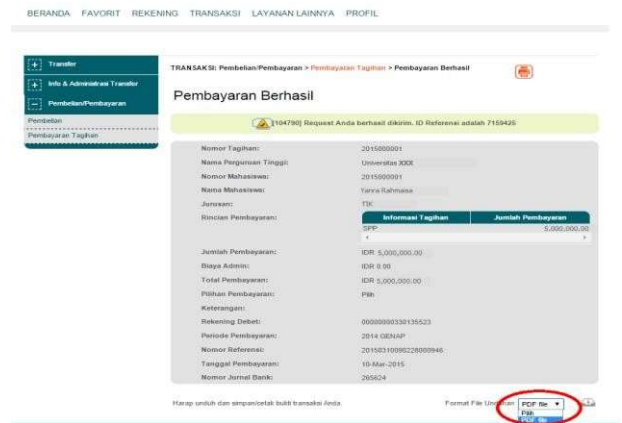 BERANDA FAVORIT REKENING TRANSAKSI LAYANAN LAINNYA PROFIL
Transfer
Info & Administrasi Transfer
Pembelian/Pembayaran
Pembelian
Pembayaran Tagihan
TRANSAKSI: Pembelian/Pembayaran > Pembayaran Tagihan > Pembayaran Berhasil
Pembayaran Berhasil
[104790] Request Anda berhasil dikirim. ID Referensi adalah 7159425
Nomor Tagihan: 2015000001
Nama Perguruan Tinggi: Universitas XXX
Nomor Mahasiswa: 2015000001
Nama Mahasiswa: Yanra Rahmaisa
Jurusan: TIK
Rincian Pembayaran: Informasi Tagihan Jumlah Pembayaran
SPP 5,000,000.00
Jumlah Pembayaran: IDR 5,000,000.00
Biaya Admin: IDR 0.00
Total Pembayaran: IDR 5,000,000.00
Pilihan Pembayaran: Pilih
Keterangan:
Rekening Debet: 00000000330135523
Periode Pembayaran: 2014 GENAP
Nomor Referensi: 20150310090228000946
Tanggal Pembayaran: 10-Mar-2015
Nomor Jurnal Bank: 265624
Harap unduh dan simpan/cetak bukti transaksi Anda. Format File Unduhan PDF file
Pilih
PDF file